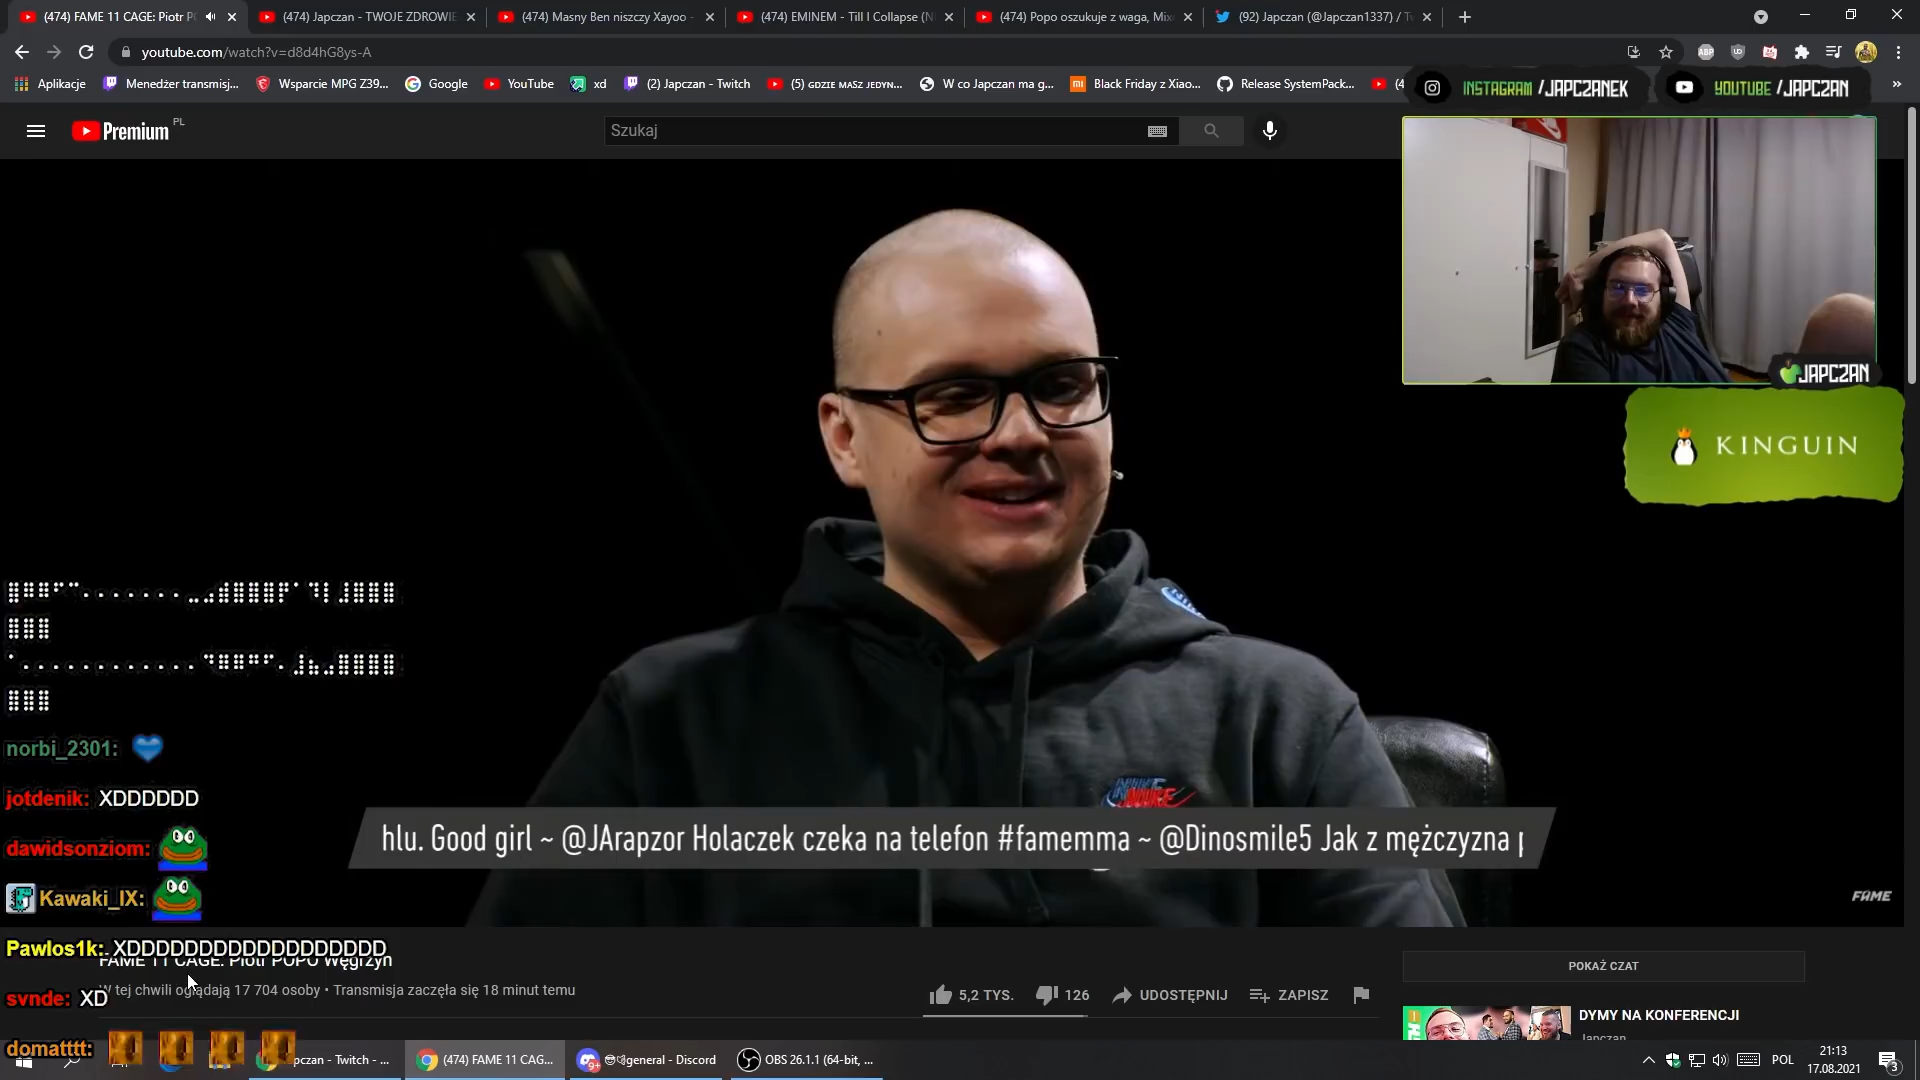 (474) FAME 11 CAGE: Piotr P
(474) Japczan - TWOJE ZDROWIE
(474) Masny Ben niszczy Xayoo -
(474) EMINEM - Till I Collapse (N
(474) Popo oszukuje z waga, Mix
(92) Japczan (@Japczan1337) / T
youtube.com/watch?v=d8d4hG8ys-A
ABP
Aplikacje
Menedżer transmisj...
Wsparcie MPG Z39...
Google
YouTube
xd
(2) Japczan - Twitch
(5) GDZIE MASZ JEDYN...
W co Japczan ma g...
Black Friday z Xiao...
Release SystemPack...
INSTAGRAM /JAPCZANEK
YOUTUBE /JAPCZAN
Premium PL
Szukaj
JAPCZAN
KINGUIN
norbi_2301:
jotdenik: XDDDDDD
dawidsonziom:
Kawaki_IX:
hlu. Good girl ~ @JArapzor Holaczek czeka na telefon #famemma ~ @Dinosmile5 Jak z mężczyzna
FAME
Pawlos1k: XDDDDDDDDDDDDDDDDDD
FAME 11 CAGE: Piotr POPO Węgrzyn
svnde: XD
W tej chwili oglądają 17 704 osoby • Transmisja zaczęła się 18 minut temu
5,2 TYS.
126
UDOSTĘPNIJ
ZAPISZ
POKAŻ CZAT
DYMY NA KONFERENCJI
Japczan
domatttt:
pczan - Twitch - ...
(474) FAME 11 CAG...
general - Discord
OBS 26.1.1 (64-bit, ...
POL
21:13
17.08.2021
3